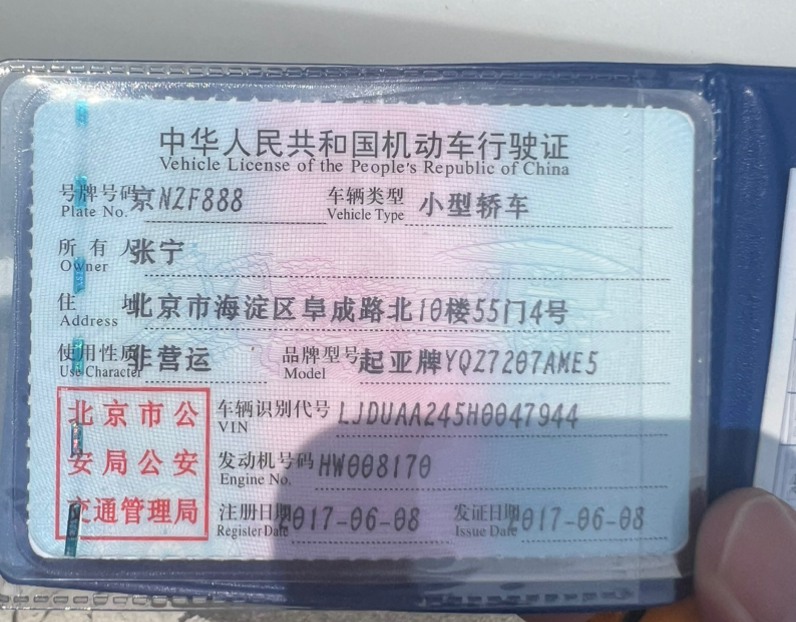 中华人民共和国机动车行驶证
Vehicle License of the People's Republic of China
号牌号码 京NZF888 车辆类型 小型轿车
Plate No. Vehicle Type
所有人 张宁
Owner
住址 北京市海淀区阜成路北10楼55门4号
Address
使用性质 非营运 品牌型号 起亚牌YQZ7207AME5
Use Character Model
车辆识别代号 LJDUAA245H0047944
VIN
发动机号码 HW008170
Engine No.
注册日期 2017-06-08 发证日期 2017-06-08
Register Date Issue Date
北京市公
安局公安
交通管理局